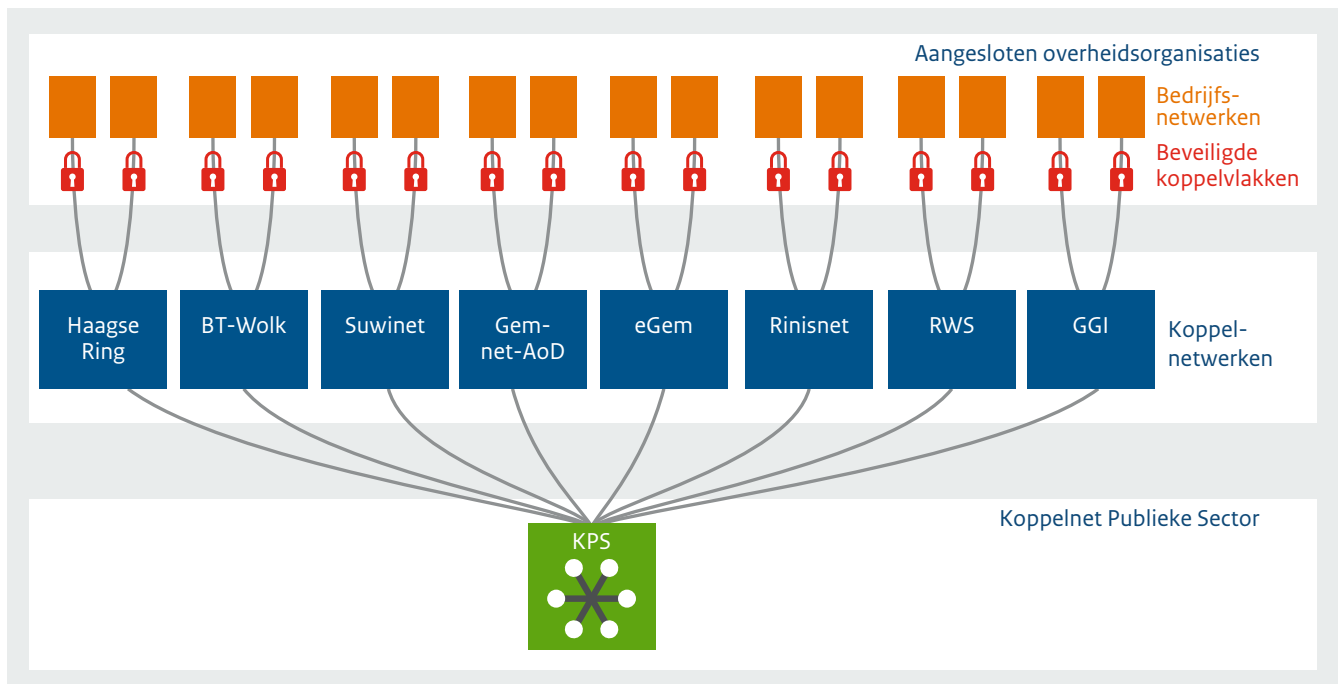 Aangesloten overheidsorganisaties
Bedrijfs-
netwerken
Beveiligde
koppelvlakken
Haagse
Ring
BT-Wolk
Suwinet
Gem-
net-AoD
eGem
Rinisnet
RWS
GGI
Koppel-
netwerken
Koppelnet Publieke Sector
KPS